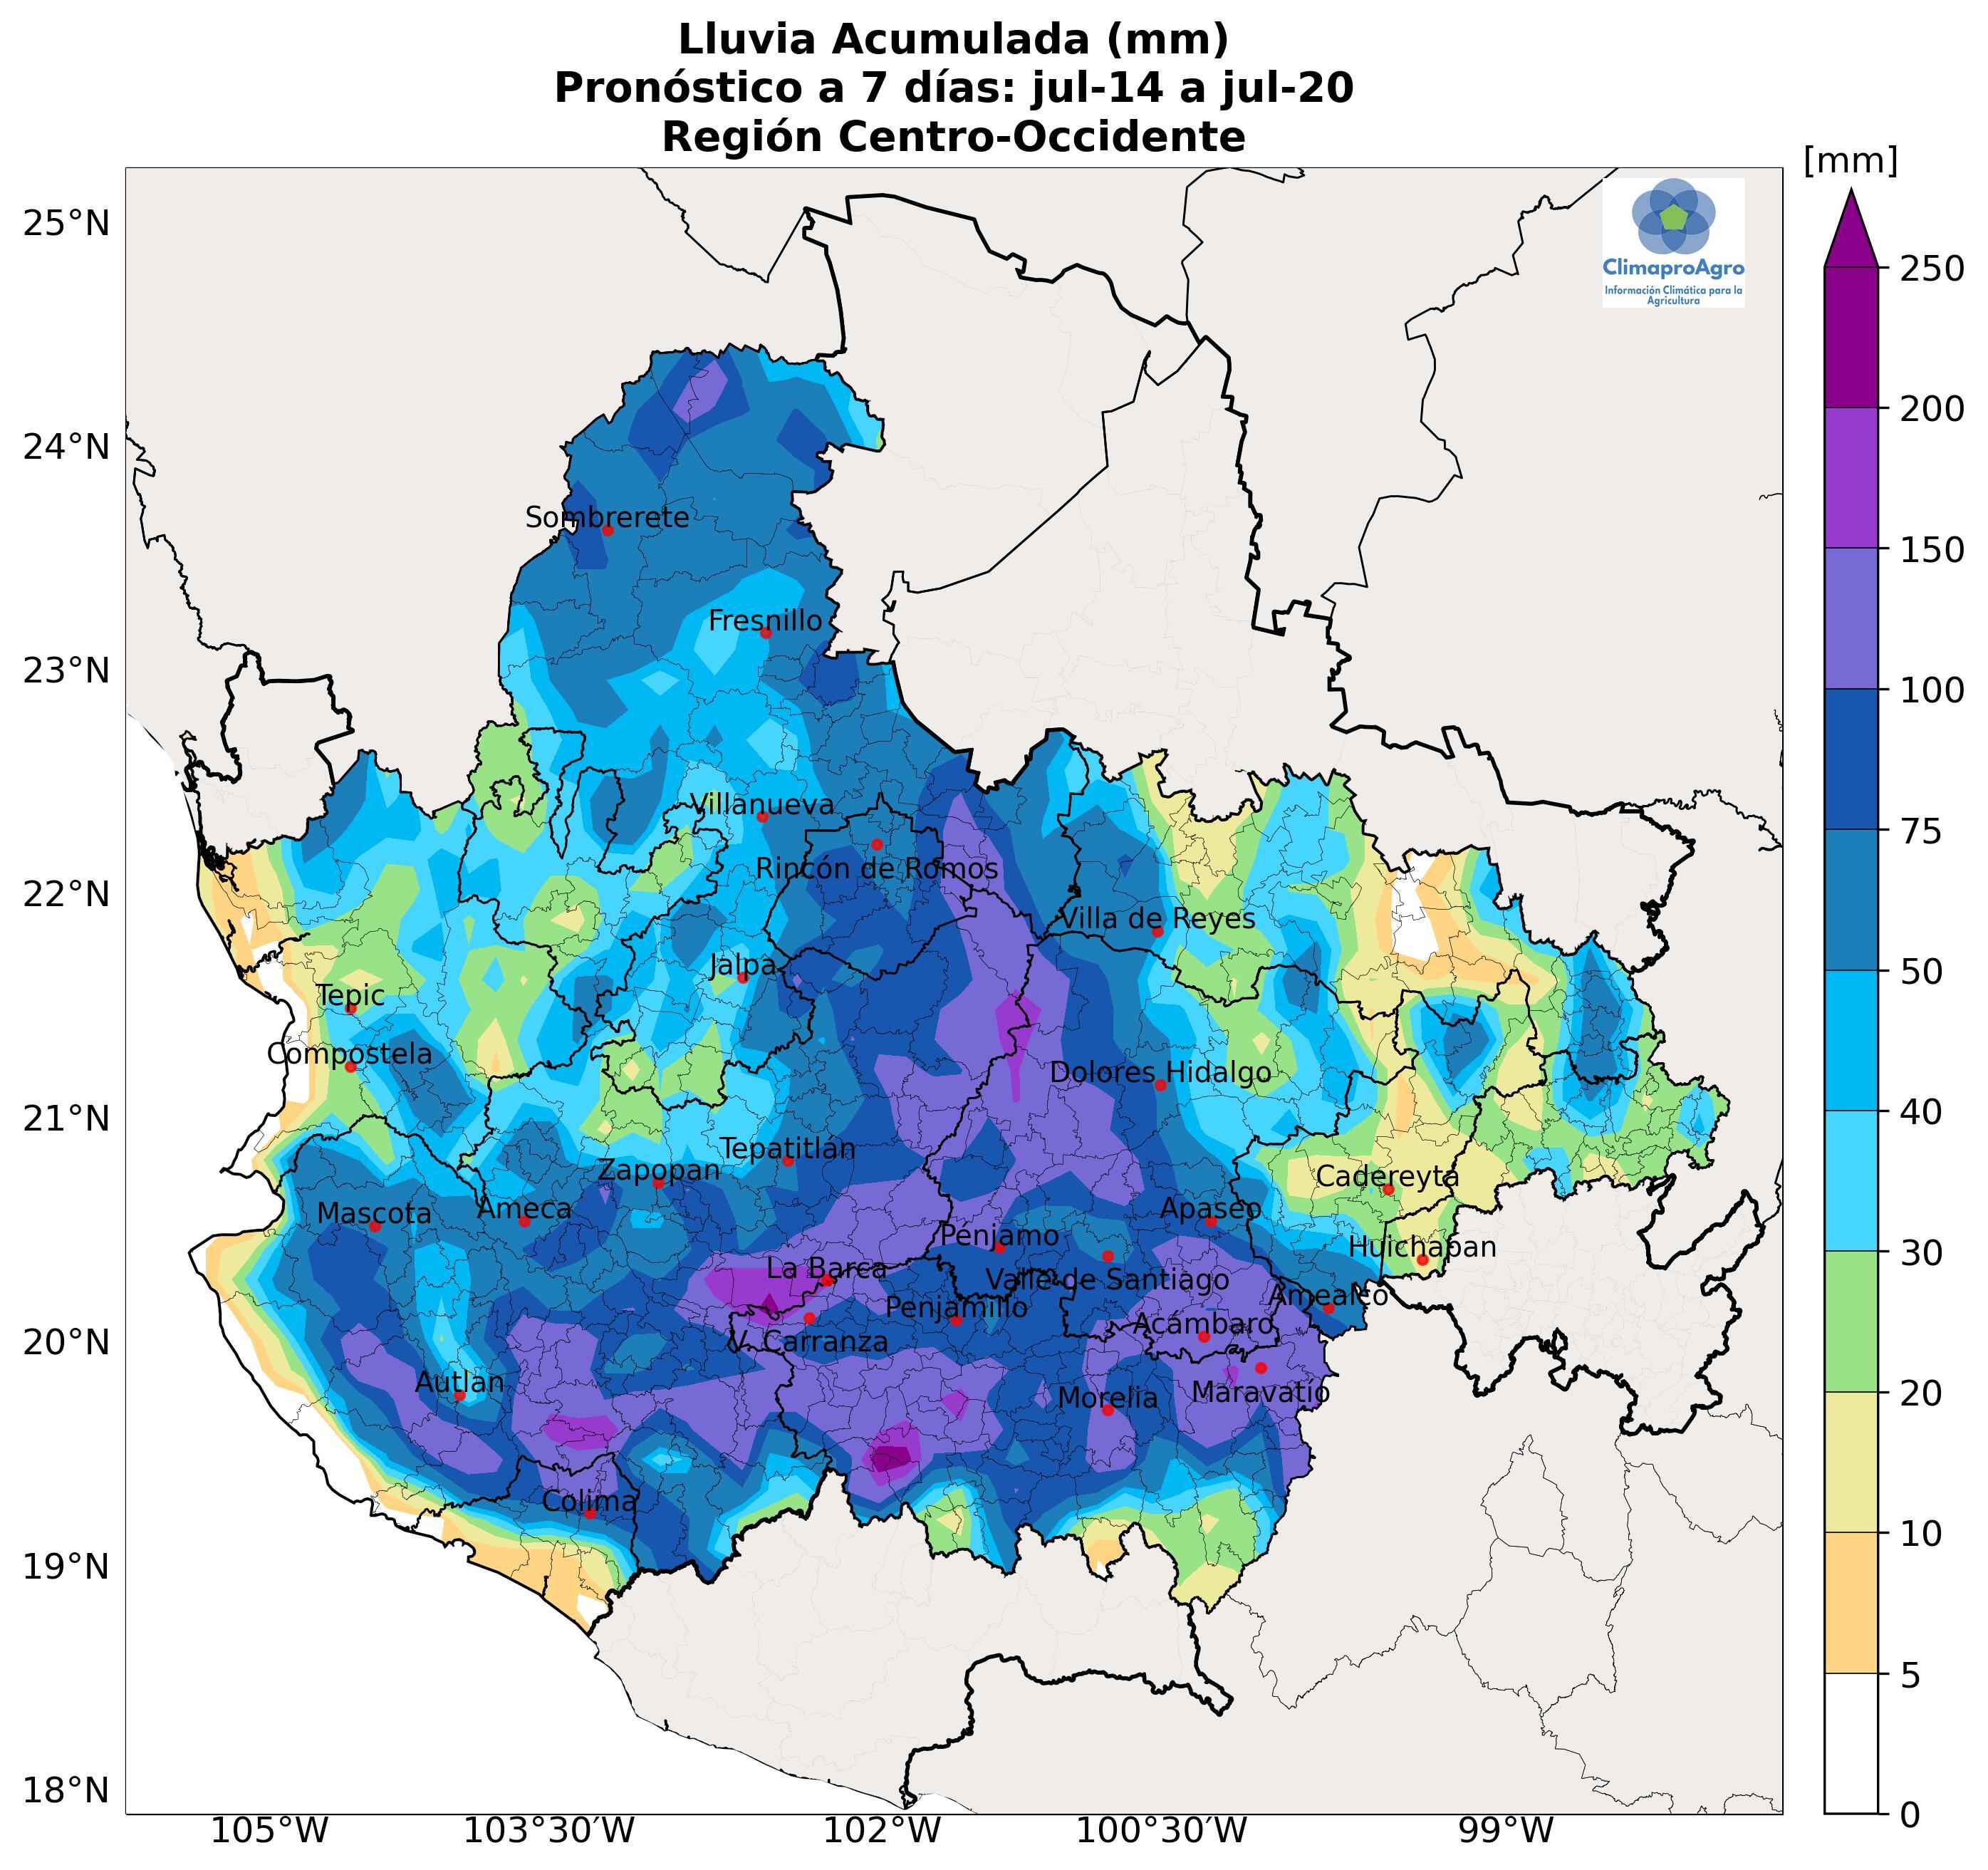 Lluvia Acumulada (mm)
Pronóstico a 7 días: jul-14 a jul-20
Región Centro-Occidente
[mm]
ClimaproAgro
Información Climática para la
Agricultura
25°N
24°N
23°N
22°N
21°N
20°N
19°N
18°N
105°W
103°30'W
102°W
100°30'W
99°W
250
200
150
100
75
50
40
30
20
10
5
0
Sombrerete
Fresnillo
Villanueva
Rincón de Romos
Villa de Reyes
Jalpa
Tepic
Compostela
Dolores Hidalgo
Tepatitlán
Zapopan
Cadereyta
Ameca
Mascota
Apaseo
Penjamo
Huichapan
La Barca
Valle de Santiago
Amealco
Penjamillo
Acámbaro
V. Carranza
Autlan
Maravatío
Morelia
Colima